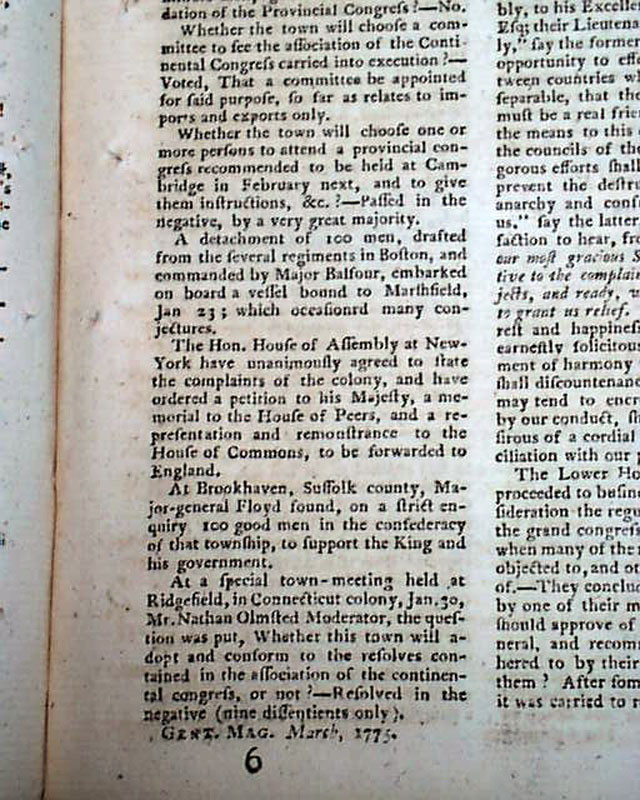 dation of the Provincial Congreſs ?—No.
Whether the town will chooſe a com-
mittee to ſee the aſſociation of the Conti-
nental Congreſs carried into execution ?—
Voted, That a committee be appointed
for ſaid purpoſe, ſo far as relates to im-
ports and exports only.
Whether the town will chooſe one or
more perſons to attend a provincial con-
greſs recommended to be held at Cam-
bridge in February next, and to give
them inſtructions, &c. ?—Paſſed in the
negative, by a very great majority.
A detachment of 100 men, drafted
from the ſeveral regiments in Boſton, and
commanded by Major Balfour, embarked
on board a veſſel bound to Marſhfield,
Jan 23; which occaſionrd many con-
jectures.
The Hon. Houſe of Aſſembly at New-
York have unanimouſly agreed to ſtate
the complaints of the colony, and have
ordered a petition to his Majeſty, a me-
morial to the Houſe of Peers, and a re-
preſentation and remonſtrance to the
Houſe of Commons, to be forwarded to
England.
At Brookhaven, Suffolk county, Ma-
jor-general Floyd found, on a ſtrict en-
quiry 100 good men in the confederacy
of that townſhip, to ſupport the King and
his government.
At a ſpecial town-meeting held at
Ridgefield, in Connecticut colony, Jan. 30,
Mr. Nathan Olmſted Moderator, the queſ-
tion was put, Whether this town will a-
dopt and conform to the reſolves con-
tained in the aſſociation of the continen-
tal congreſs, or not ?—Reſolved in the
negative (nine diſſentients only).
GENT. MAG. March, 1775.
6
bly, to his Excelle
Eſq; their Lieutena
ly," ſay the former
opportunity to effe
tween countries w
ſeparable, that the
muſt be a real frie
the means to this
the councils of the
gorous efforts ſhall
prevent the deſtr
anarchy and conf
us." ſay the latter
faction to hear, fr
our moſt gracious S
tive to the complain
jects, and ready,
to grant us relief.
reſt and happineſ
earneſtly ſolicitou
ment of harmony
ſhall diſcountenan
may tend to encr
by our conduct, ſh
ſirous of a cordial
ciliation with our p
The Lower Ho
proceeded to buſin
ſideration the regu
the grand congreſ
when many of the
objected to, and ot
of.—They conclu
by one of their m
ſhould approve of
neral, and recom
hered to by their
them ? After ſom
it was carried to r